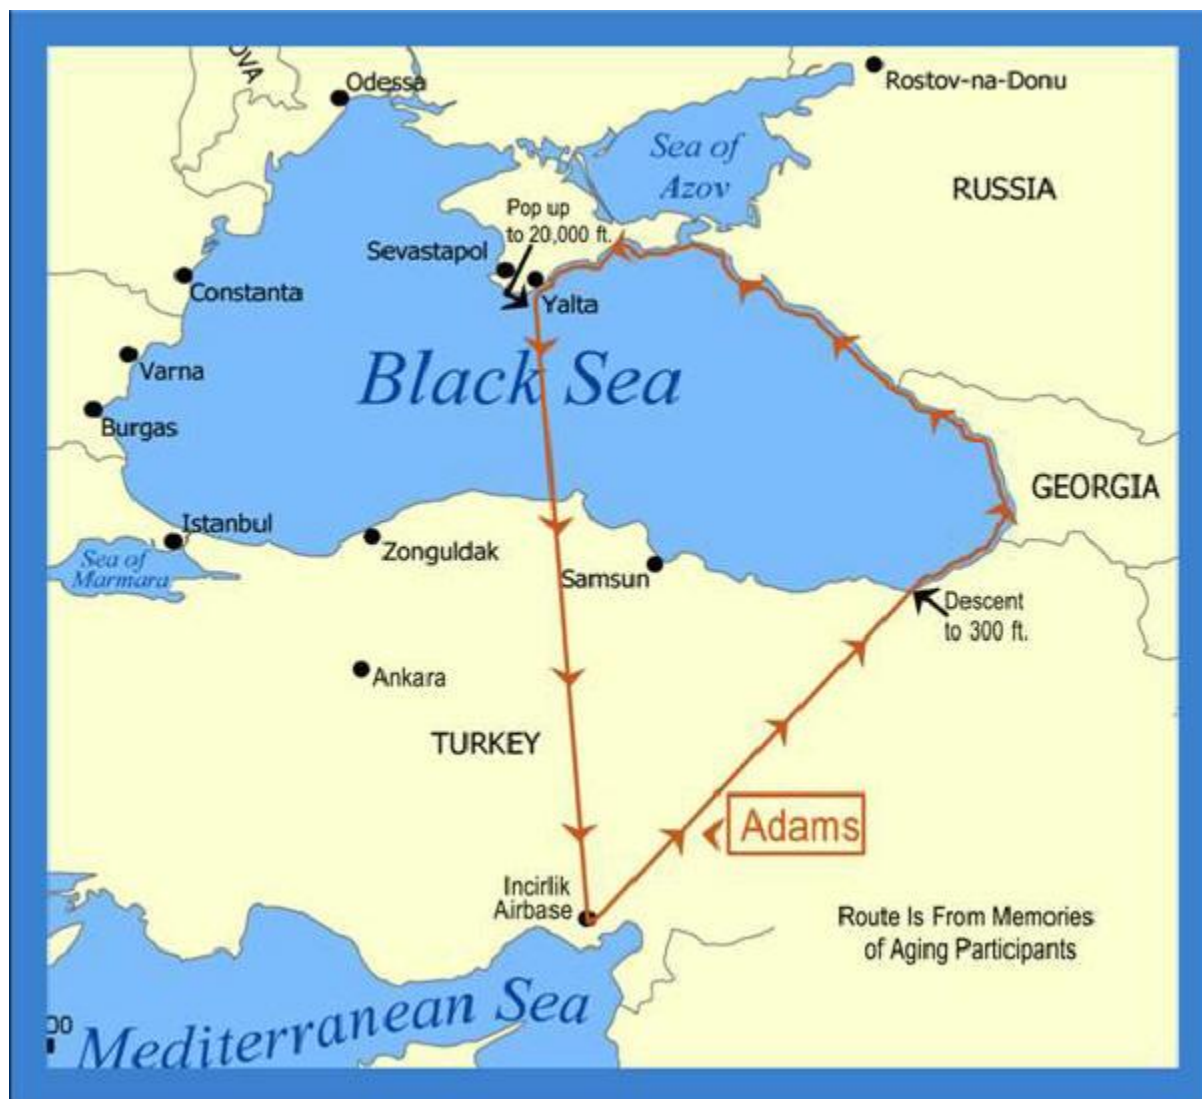 OVA
Odessa
Rostov-na-Donu
Sea of
Azov
RUSSIA
Pop up
to 20,000 ft.
Sevastapol
Constanta
Yalta
Varna
Black Sea
Burgas
GEORGIA
Istanbul
Zonguldak
Sea of
Marmara
Samsun
Descent
to 300 ft.
Ankara
TURKEY
Adams
Incirlik
Airbase
Route Is From Memories
of Aging Participants
Mediterranean Sea